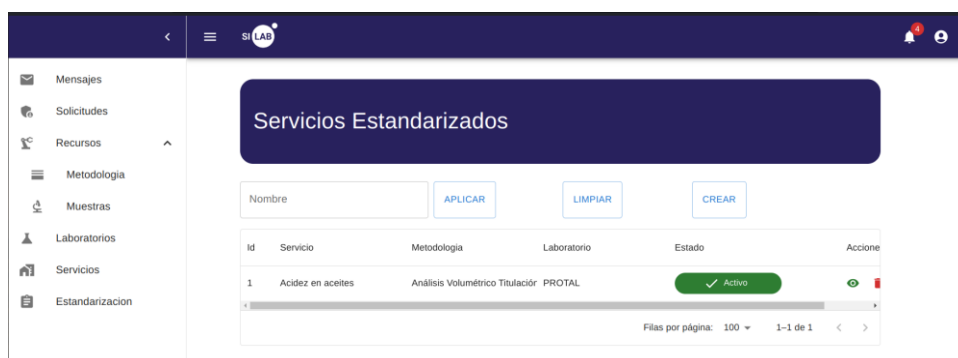 SI LAB
4
Mensajes
Solicitudes
Recursos
Metodologia
Muestras
Laboratorios
Servicios
Estandarizacion
Servicios Estandarizados
Nombre
APLICAR
LIMPIAR
CREAR
Id Servicio Metodologia Laboratorio Estado Accione
1 Acidez en aceites Análisis Volumétrico Titulación PROTAL Activo
Filas por página: 100 1–1 de 1